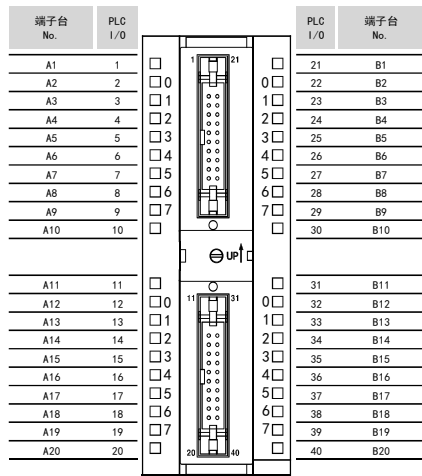 端子台 No. PLC I/O PLC I/O 端子台 No.
A1 1 1 21 21 B1
A2 2 0 0 22 B2
A3 3 1 1 23 B3
A4 4 2 2 24 B4
A5 5 3 3 25 B5
A6 6 4 4 26 B6
A7 7 5 5 27 B7
A8 8 6 6 28 B8
A9 9 7 7 29 B9
A10 10 30 B10
UP
A11 11 31 B11
A12 12 0 11 31 0 32 B12
A13 13 1 1 33 B13
A14 14 2 2 34 B14
A15 15 3 3 35 B15
A16 16 4 4 36 B16
A17 17 5 5 37 B17
A18 18 6 6 38 B18
A19 19 7 7 39 B19
A20 20 20 40 40 B20